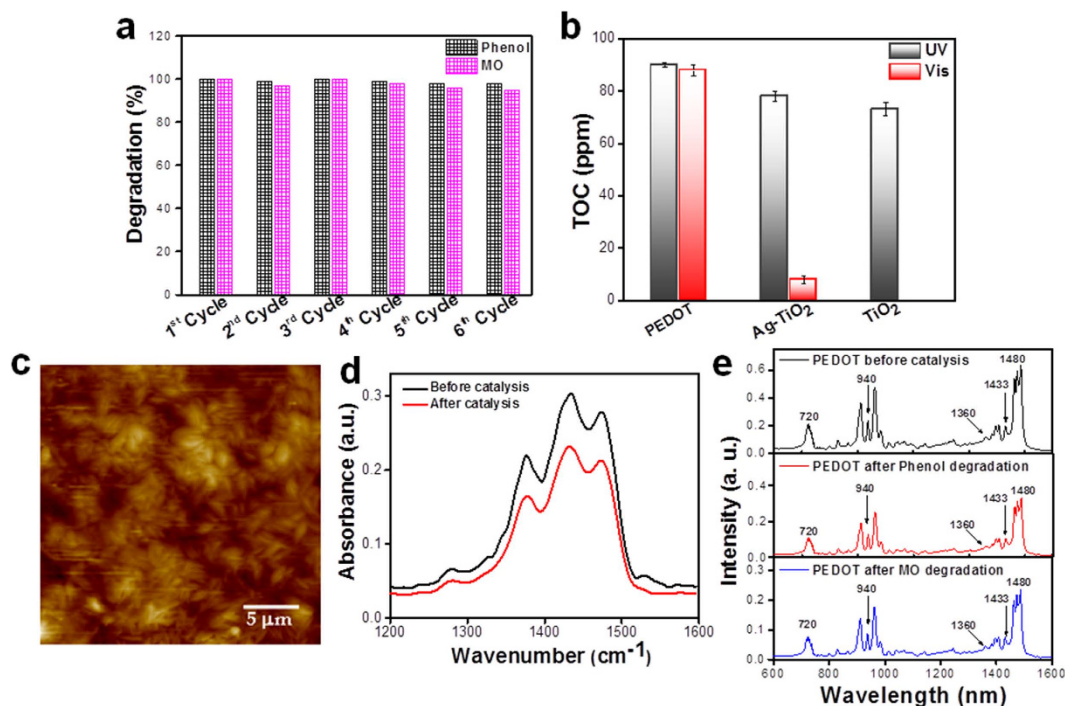 a
Degradation (%)
120
100
80
60
40
20
0
Phenol
MO
1st Cycle
2nd Cycle
3rd Cycle
4th Cycle
5th Cycle
6th Cycle
b
TOC (ppm)
100
80
60
40
20
0
UV
Vis
PEDOT
Ag-TiO2
TiO2
c
5 µm
d
Absorbance (a.u.)
0.3
0.2
0.1
0.0
Before catalysis
After catalysis
1200 1300 1400 1500 1600
Wavenumber (cm-1)
e
Intensity (a. u.)
PEDOT before catalysis
0.6
0.4
0.2
0.0
720
940
1360
1433
1480
PEDOT after Phenol degradation
0.4
0.2
0.0
720
940
1360
1433
1480
PEDOT after MO degradation
0.3
0.2
0.1
0.0
720
940
1360
1433
1480
600 800 1000 1200 1400 1600
Wavelength (nm)